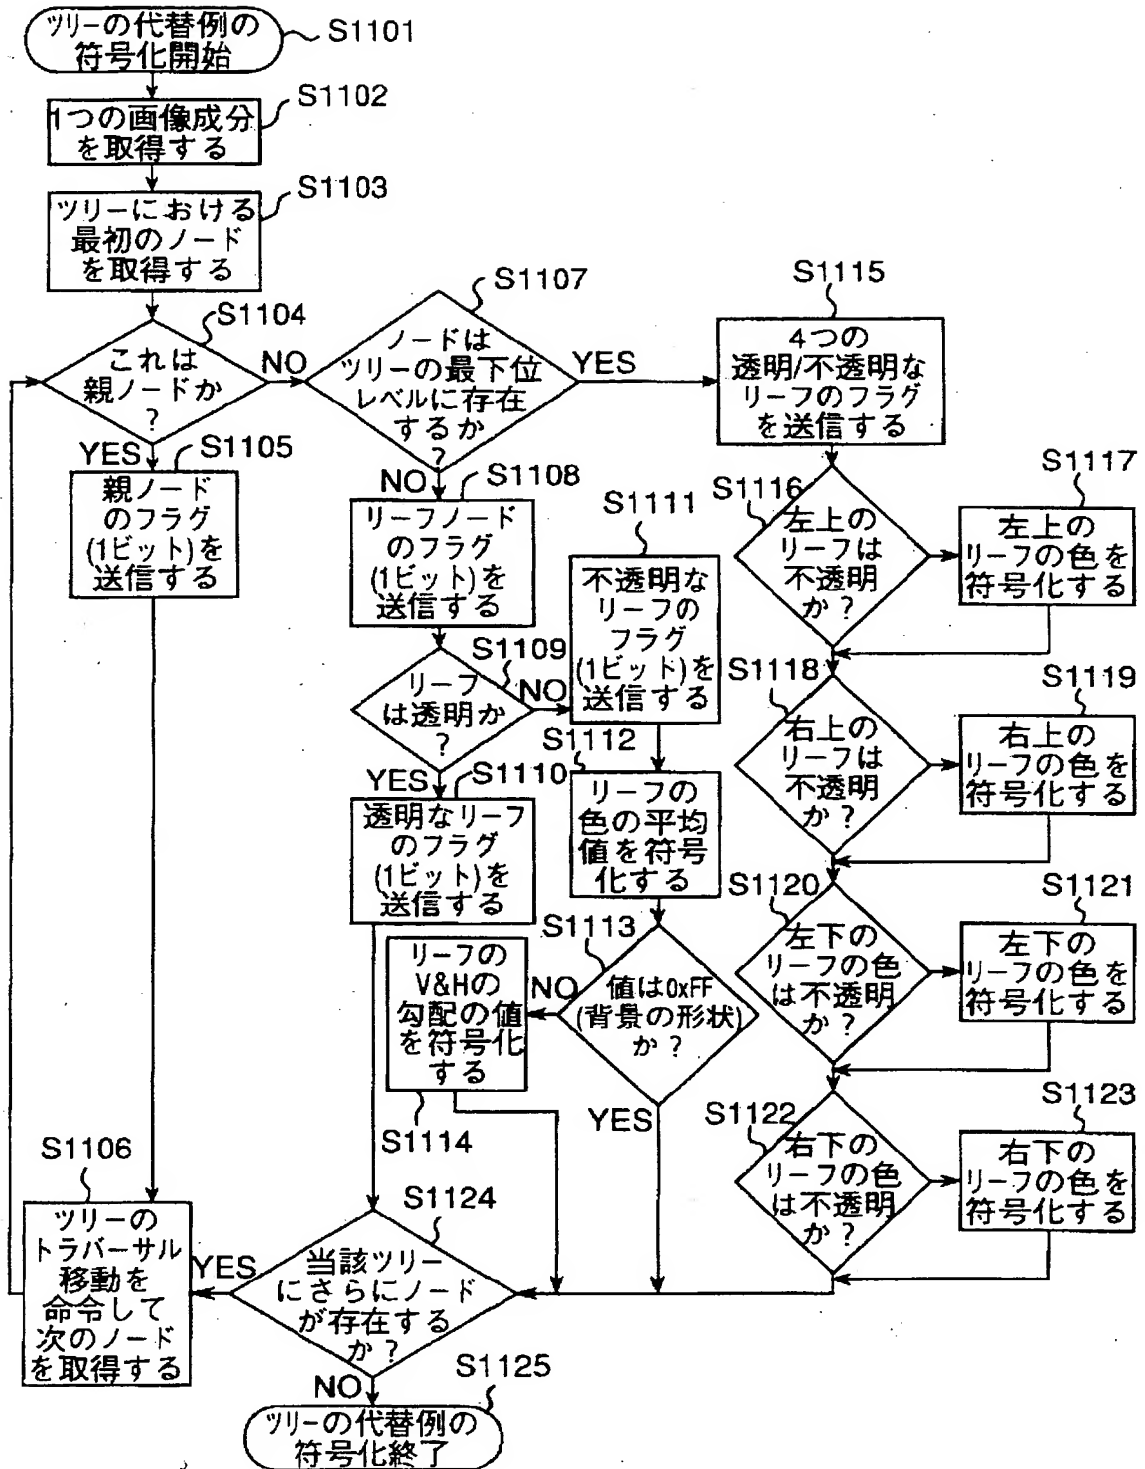 ツリーの代替例の
符号化開始
S1101
1つの画像成分
を取得する
S1102
ツリーにおける
最初のノード
を取得する
S1103
これは
親ノードか
?
S1104
NO
YES
親ノード
のフラグ
(1ビット)を
送信する
S1105
ツリーの
トラバーサル
移動を
命令して
次のノード
を取得する
S1106
ノードは
ツリーの最下位
レベルに存在
するか
?
S1107
YES
NO
リーフノード
のフラグ
(1ビット)を
送信する
S1108
リーフ
は透明か
?
S1109
NO
YES
透明なリーフ
のフラグ
(1ビット)を
送信する
S1110
不透明な
リーフの
フラグ
(1ビット)を
送信する
S1111
リーフの
色の平均
値を符号
化する
S1112
値は0xFF
(背景の形状)
か?
S1113
NO
YES
リーフの
V&Hの
勾配の値
を符号化
する
S1114
4つの
透明/不透明な
リーフのフラグ
を送信する
S1115
左上の
リーフは
不透明
か?
S1116
左上の
リーフの色を
符号化する
S1117
右上の
リーフは
不透明
か?
S1118
右上の
リーフの色を
符号化する
S1119
左下の
リーフの色
は不透明
か?
S1120
左下の
リーフの色を
符号化する
S1121
右下の
リーフの色
は不透明
か?
S1122
右下の
リーフの色を
符号化する
S1123
当該ツリー
にさらにノード
が存在する
か?
S1124
YES
NO
ツリーの代替例の
符号化終了
S1125